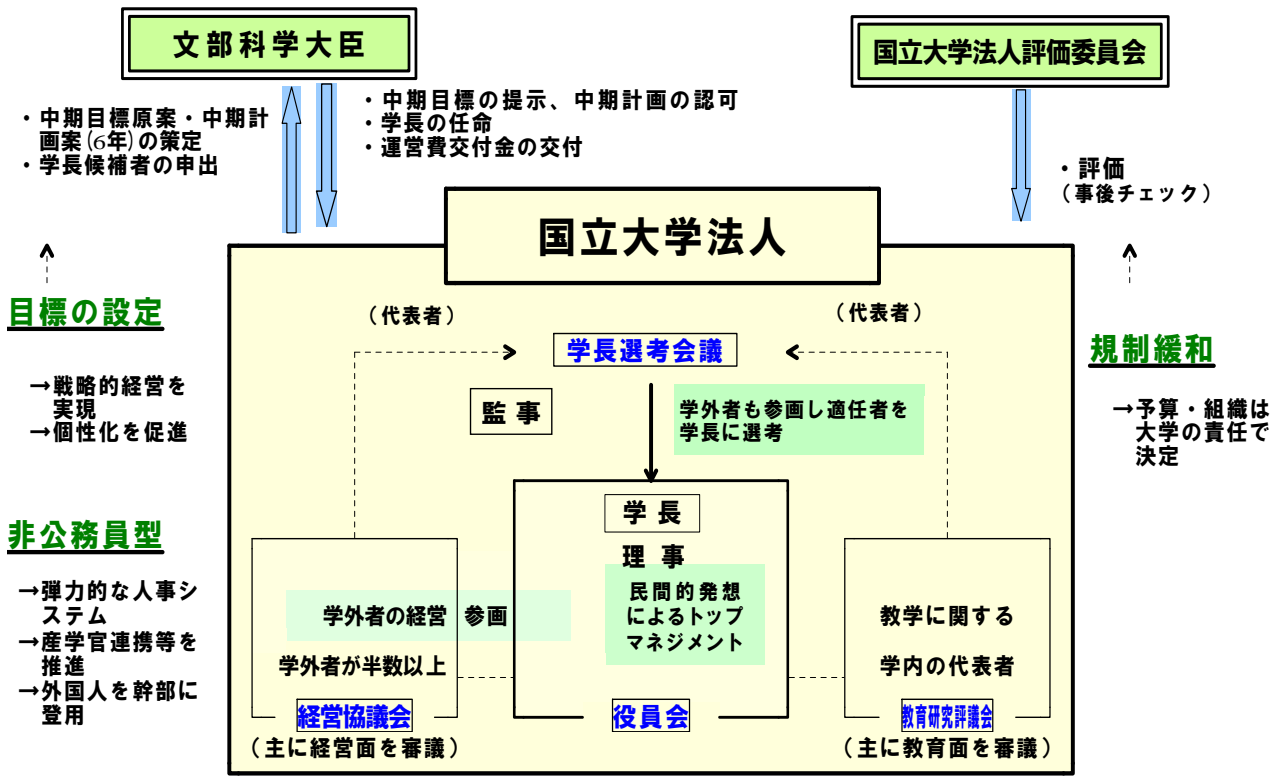 文部科学大臣
国立大学法人評価委員会
・中期目標原案・中期計
画案(6年)の策定
・学長候補者の申出
・中期目標の提示、中期計画の認可
・学長の任命
・運営費交付金の交付
・評価
（事後チェック）
国立大学法人
目標の設定
→戦略的経営を
実現
→個性化を促進
非公務員型
→弾力的な人事シ
ステム
→産学官連携等を
推進
→外国人を幹部に
登用
（代表者）
（代表者）
学長選考会議
監事
学外者も参画し適任者を
学長に選考
学長
理事
民間的発想
によるトップ
マネジメント
役員会
学外者の経営 参画
学外者が半数以上
経営協議会
（主に経営面を審議）
教学に関する
学内の代表者
教育研究評議会
（主に教育面を審議）
規制緩和
→予算・組織は
大学の責任で
決定